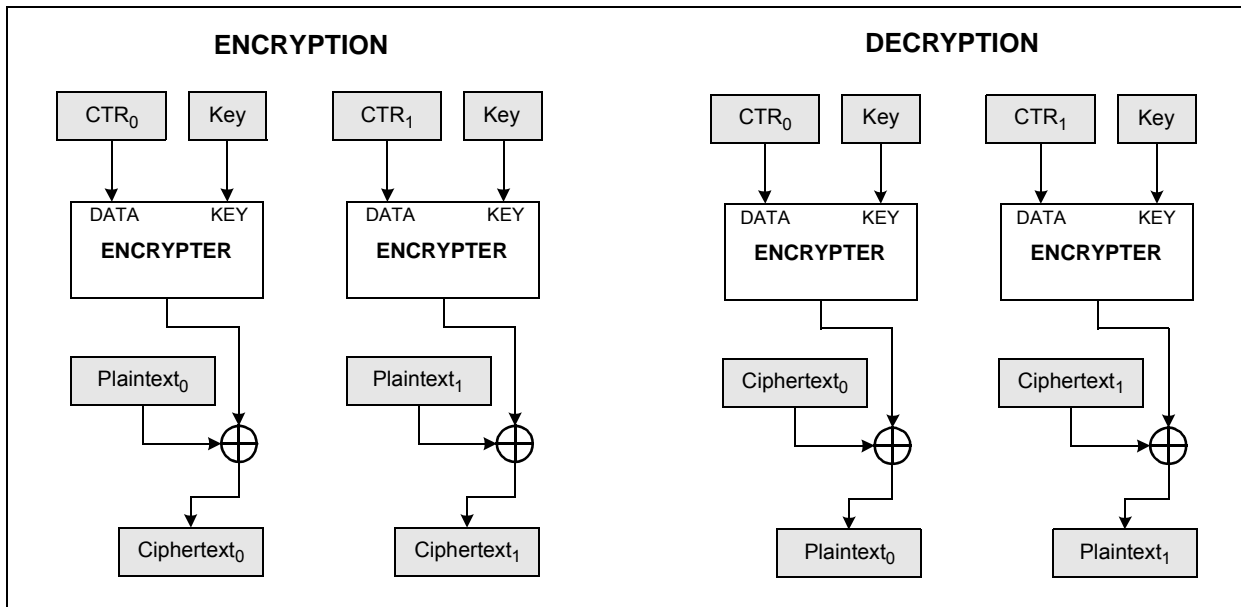 ENCRYPTION
CTR₀ Key CTR₁ Key
DATA KEY DATA KEY
ENCRYPTER ENCRYPTER
Plaintext₀ Plaintext₁
Ciphertext₀ Ciphertext₁
DECRYPTION
CTR₀ Key CTR₁ Key
DATA KEY DATA KEY
ENCRYPTER ENCRYPTER
Ciphertext₀ Ciphertext₁
Plaintext₀ Plaintext₁